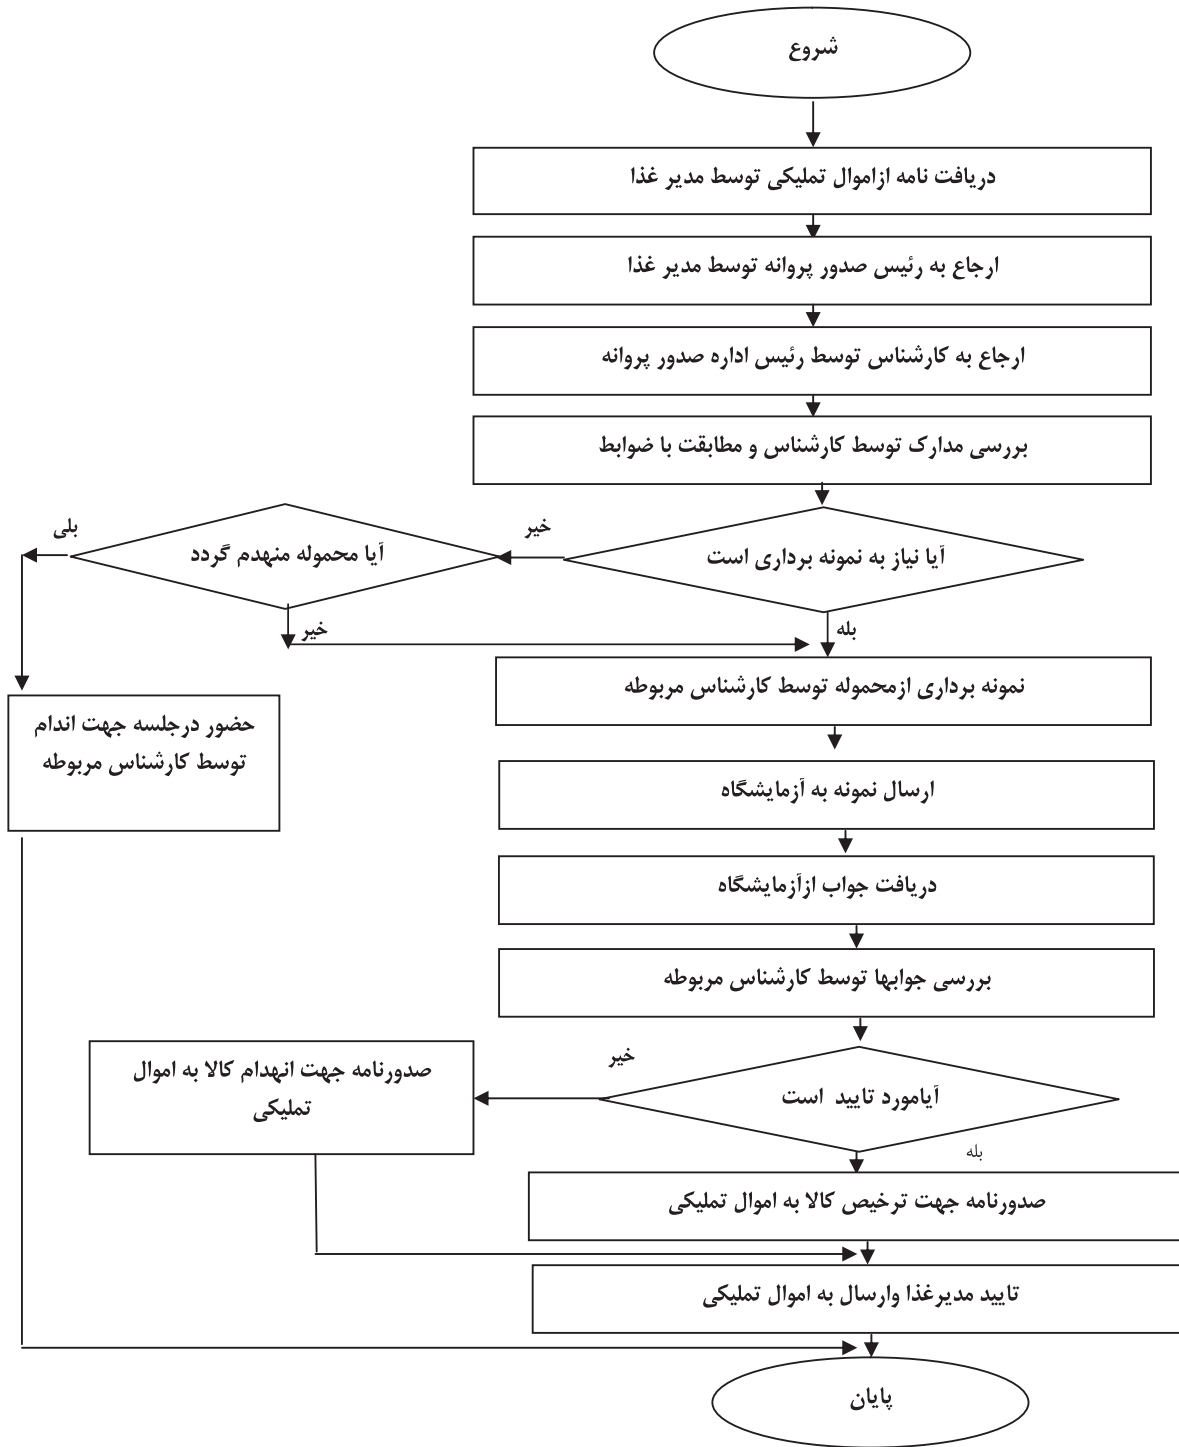 شروع
دریافت نامه ازاموال تملیکی توسط مدیر غذا
ارجاع به رئیس صدور پروانه توسط مدیر غذا
ارجاع به کارشناس توسط رئیس اداره صدور پروانه
بررسی مدارک توسط کارشناس و مطابقت با ضوابط
آیا نیاز به نمونه برداری است
خیر
آیا محموله منهدم گردد
بلی
بله
خیر
نمونه برداری ازمحموله توسط کارشناس مربوطه
حضور درجلسه جهت اندام
توسط کارشناس مربوطه
ارسال نمونه به آزمایشگاه
دریافت جواب ازآزمایشگاه
بررسی جوابها توسط کارشناس مربوطه
آیامورد تایید است
خیر
صدورنامه جهت انهدام کالا به اموال
تملیکی
بله
صدورنامه جهت ترخیص کالا به اموال تملیکی
تایید مدیرغذا وارسال به اموال تملیکی
پایان